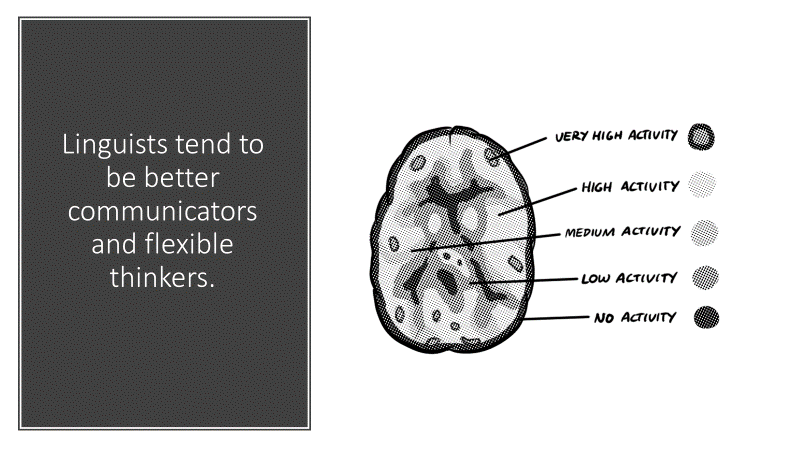 Linguists tend to
be better
communicators
and flexible
thinkers.
VERY HIGH ACTIVITY
HIGH ACTIVITY
MEDIUM ACTIVITY
LOW ACTIVITY
NO ACTIVITY